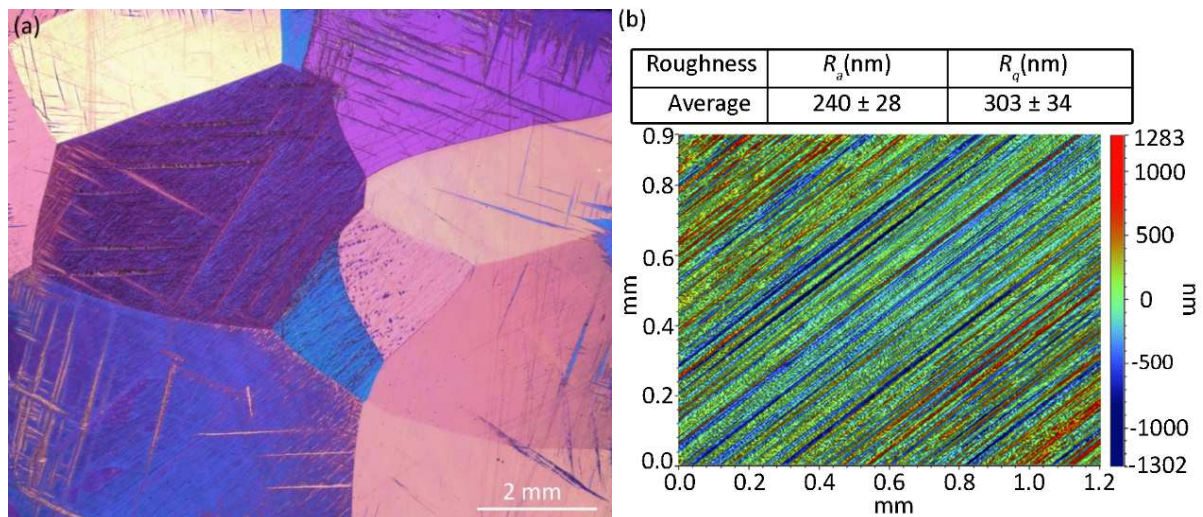 (a)
2 mm
(b)
Roughness Rₐ(nm) R_q(nm)
Average 240 ± 28 303 ± 34
0.9
0.8
0.6
0.4
0.2
0.0
mm
0.0 0.2 0.4 0.6 0.8 1.0 1.2
mm
1283
1000
500
0
-500
-1000
-1302
nm